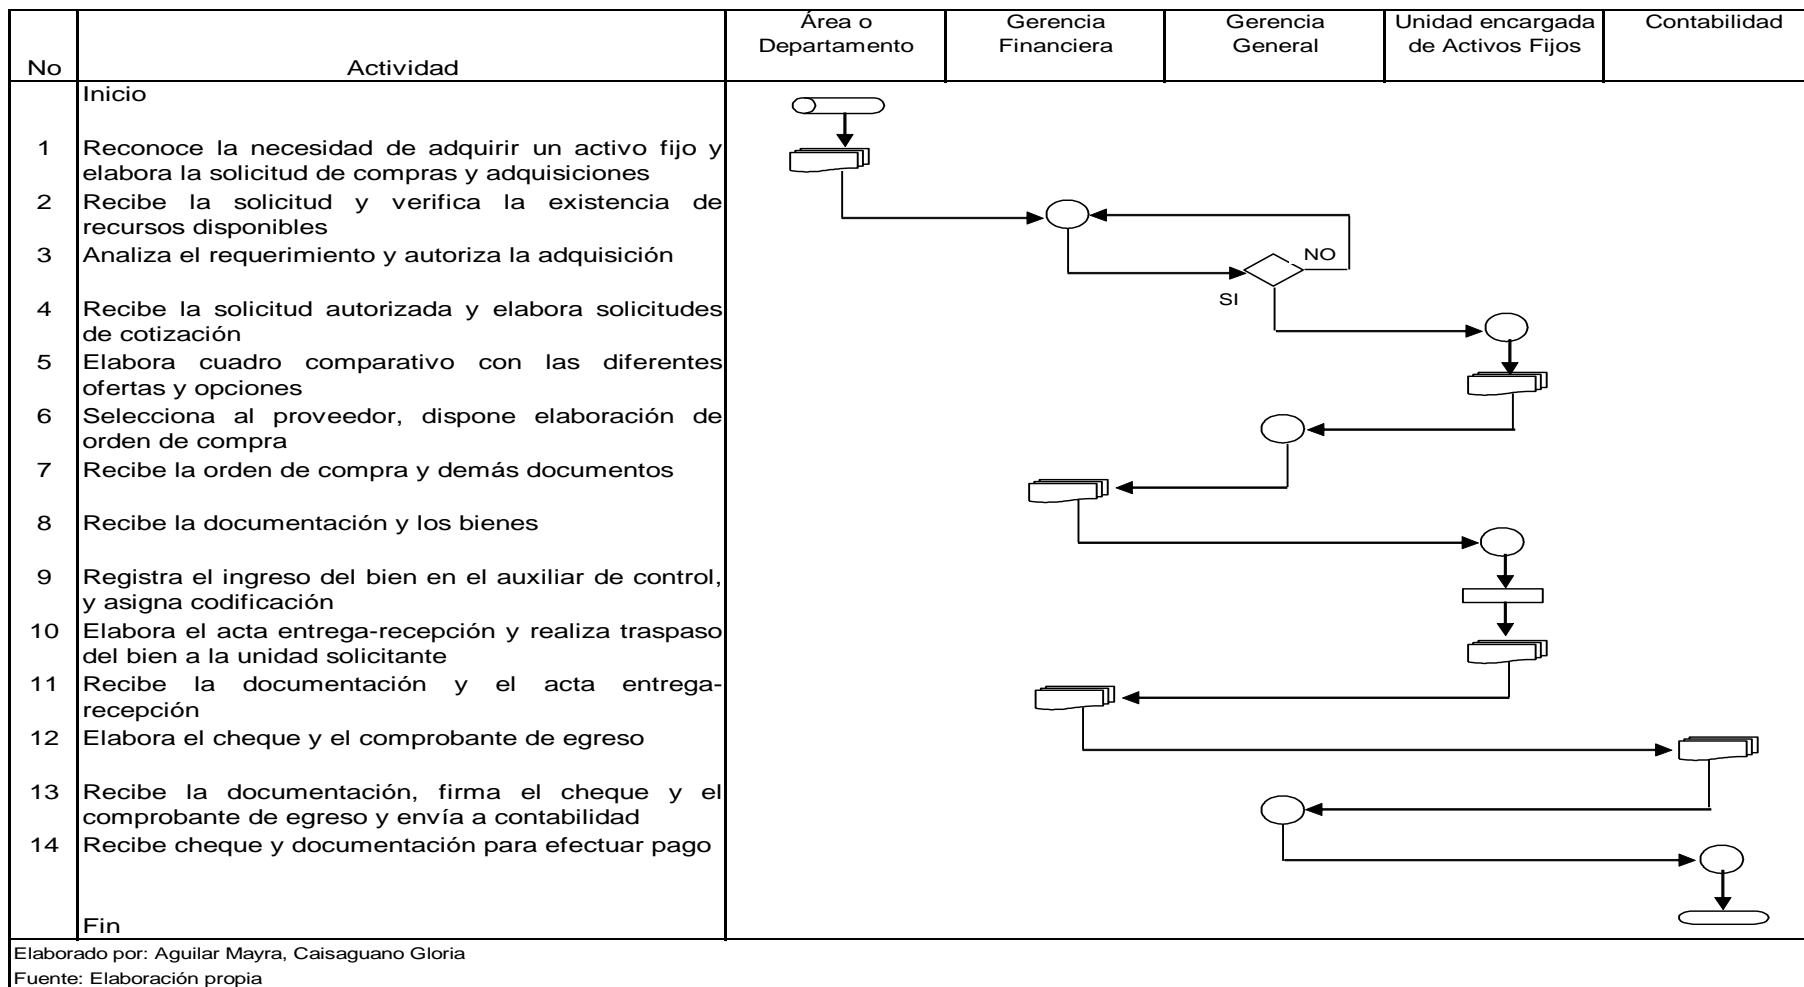 No
Actividad
Área o
Departamento
Gerencia
Financiera
Gerencia
General
Unidad encargada
de Activos Fijos
Contabilidad
Inicio
1 Reconoce la necesidad de adquirir un activo fijo y
elabora la solicitud de compras y adquisiciones
2 Recibe la solicitud y verifica la existencia de
recursos disponibles
3 Analiza el requerimiento y autoriza la adquisición
NO
SI
4 Recibe la solicitud autorizada y elabora solicitudes
de cotización
5 Elabora cuadro comparativo con las diferentes
ofertas y opciones
6 Selecciona al proveedor, dispone elaboración de
orden de compra
7 Recibe la orden de compra y demás documentos
8 Recibe la documentación y los bienes
9 Registra el ingreso del bien en el auxiliar de control,
y asigna codificación
10 Elabora el acta entrega-recepción y realiza traspaso
del bien a la unidad solicitante
11 Recibe la documentación y el acta entrega-
recepción
12 Elabora el cheque y el comprobante de egreso
13 Recibe la documentación, firma el cheque y el
comprobante de egreso y envía a contabilidad
14 Recibe cheque y documentación para efectuar pago
Fin
Elaborado por: Aguilar Mayra, Caisaguano Gloria
Fuente: Elaboración propia